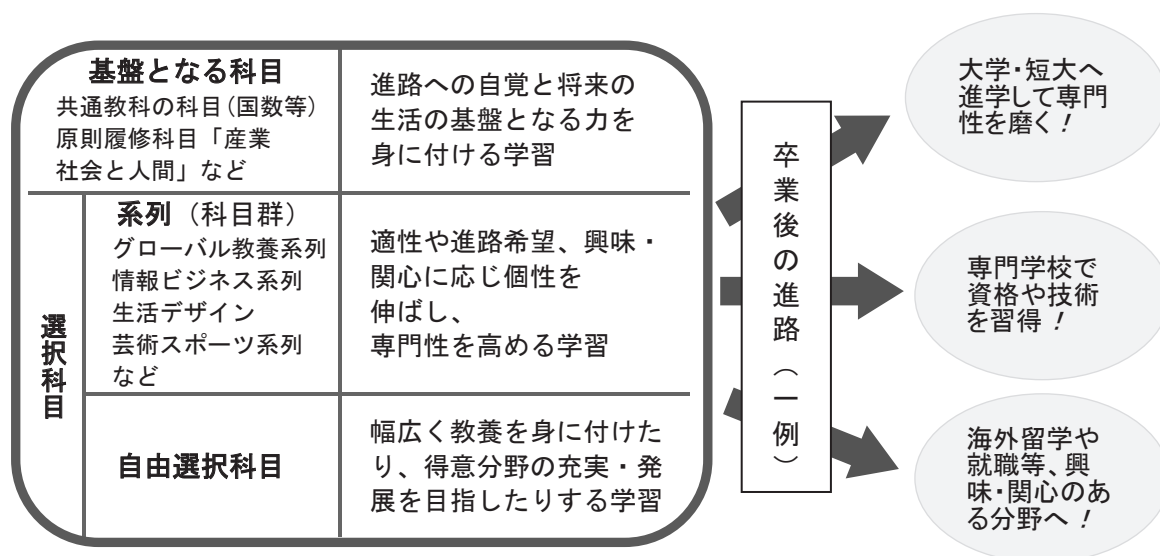 基盤となる科目
共通教科の科目(国数等)
原則履修科目「産業
社会と人間」など
進路への自覚と将来の
生活の基盤となる力を
身に付ける学習
選択科目
系列(科目群)
グローバル教養系列
情報ビジネス系列
生活デザイン
芸術スポーツ系列
など
適性や進路希望、興味・
関心に応じ個性を
伸ばし、
専門性を高める学習
自由選択科目
幅広く教養を身に付けた
り、得意分野の充実・発
展を目指したりする学習
卒業後の進路(一例)
大学・短大へ
進学して専門
性を磨く!
専門学校で
資格や技術
を習得!
海外留学や
就職等、興
味・関心のあ
る分野へ!